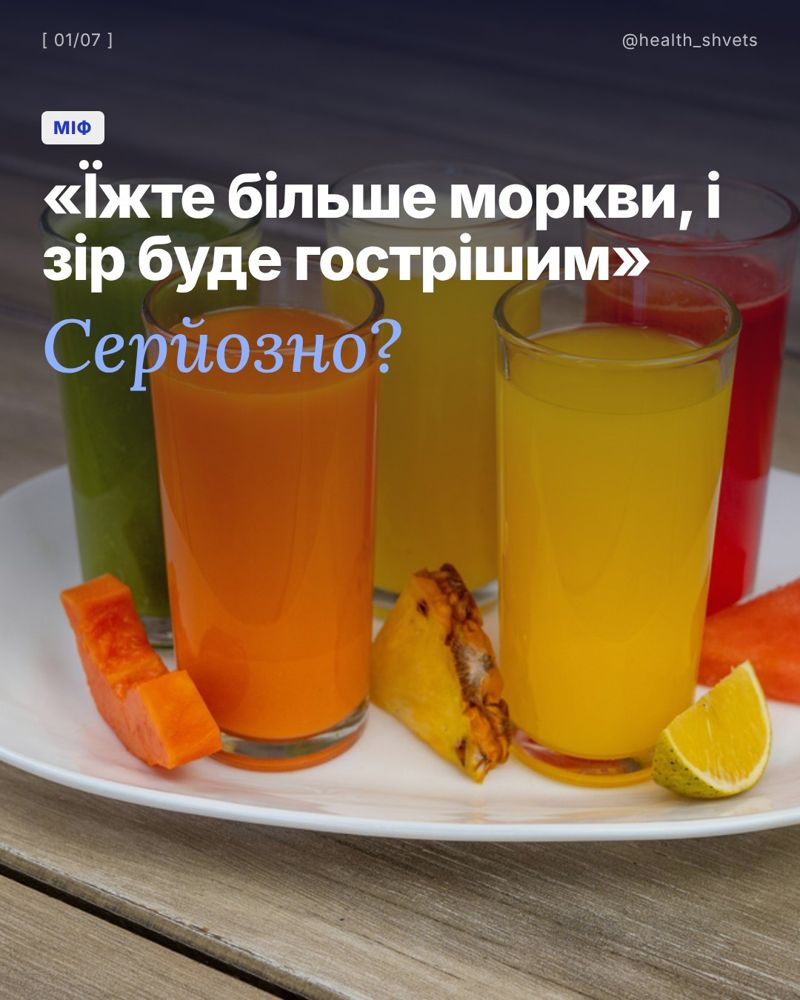 [ 01/07 ]
@health_shvets
МІФ
«Їжте більше моркви, і
зір буде гострішим»
Серйозно?